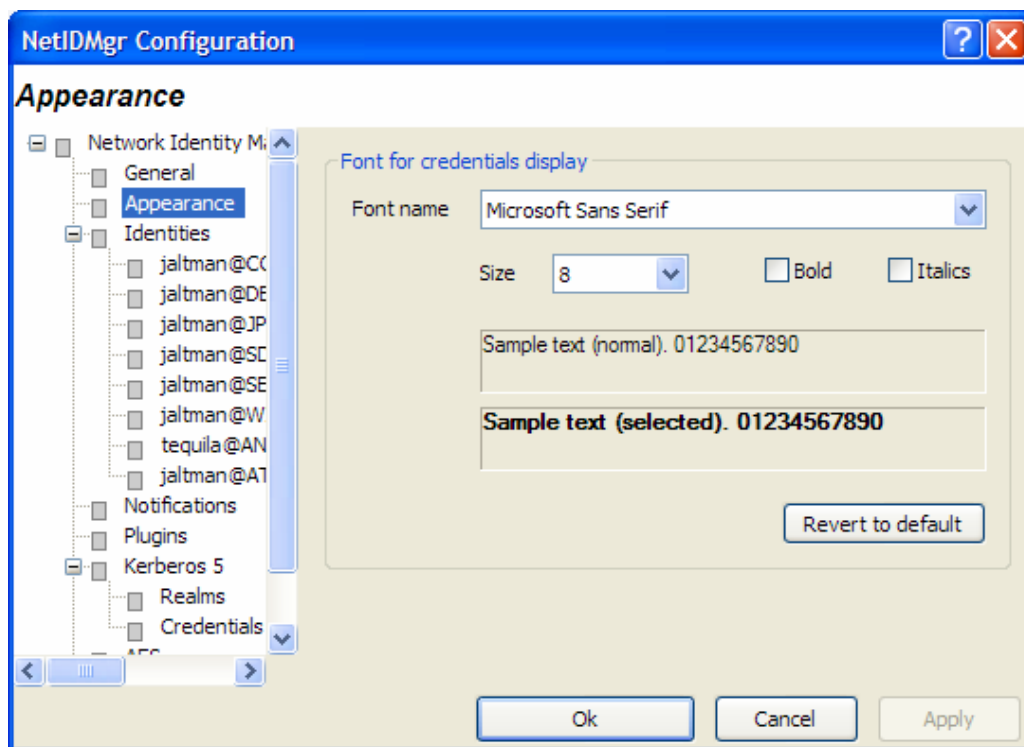 NetIDMgr Configuration
Appearance
Network Identity M
General
Appearance
Identities
jaltman@CC
jaltman@DE
jaltman@JP
jaltman@SD
jaltman@SE
jaltman@W
tequila@AN
jaltman@AT
Notifications
Plugins
Kerberos 5
Realms
Credentials
AFS
Font for credentials display
Font name
Microsoft Sans Serif
Size
8
Bold
Italics
Sample text (normal). 01234567890
Sample text (selected). 01234567890
Revert to default
Ok
Cancel
Apply